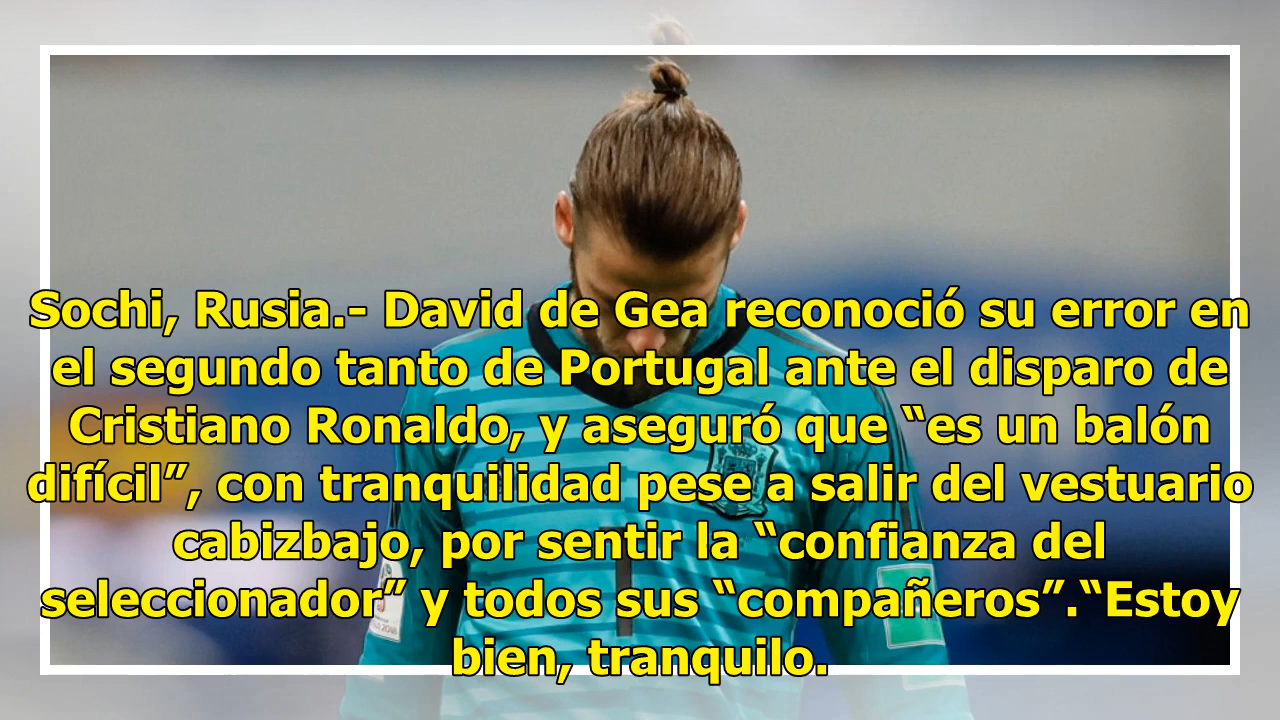 Sochi, Rusia.- David de Gea reconoció su error en
el segundo tanto de Portugal ante el disparo de
Cristiano Ronaldo, y aseguró que “es un balón
difícil”, con tranquilidad pese a salir del vestuario
cabizbajo, por sentir la “confianza del
seleccionador” y todos sus “compañeros”.“Estoy
bien, tranquilo.